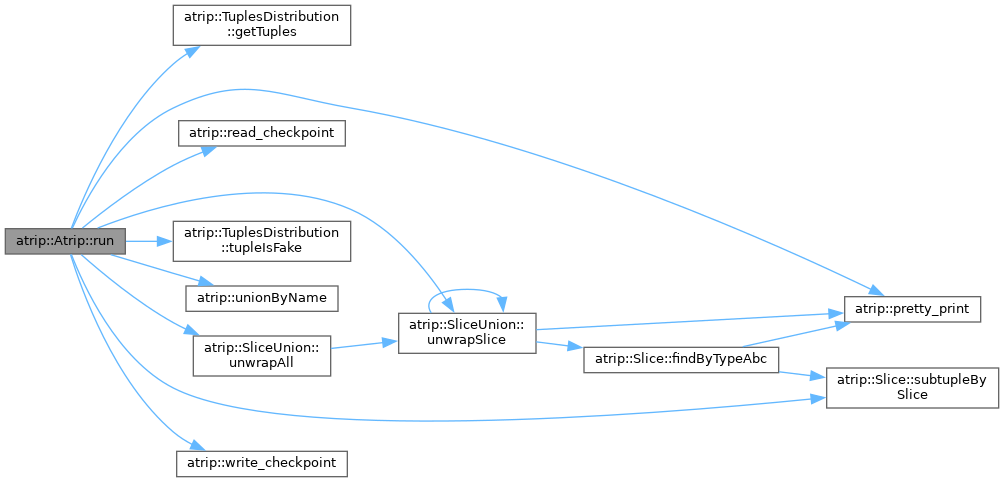 atrip::TuplesDistribution
::getTuples
atrip::read_checkpoint
atrip::Atrip::run
atrip::TuplesDistribution
::tupleIsFake
atrip::unionByName
atrip::SliceUnion::
unwrapAll
atrip::write_checkpoint
atrip::SliceUnion::
unwrapSlice
atrip::Slice::findByTypeAbc
atrip::pretty_print
atrip::Slice::subtupleBy
Slice